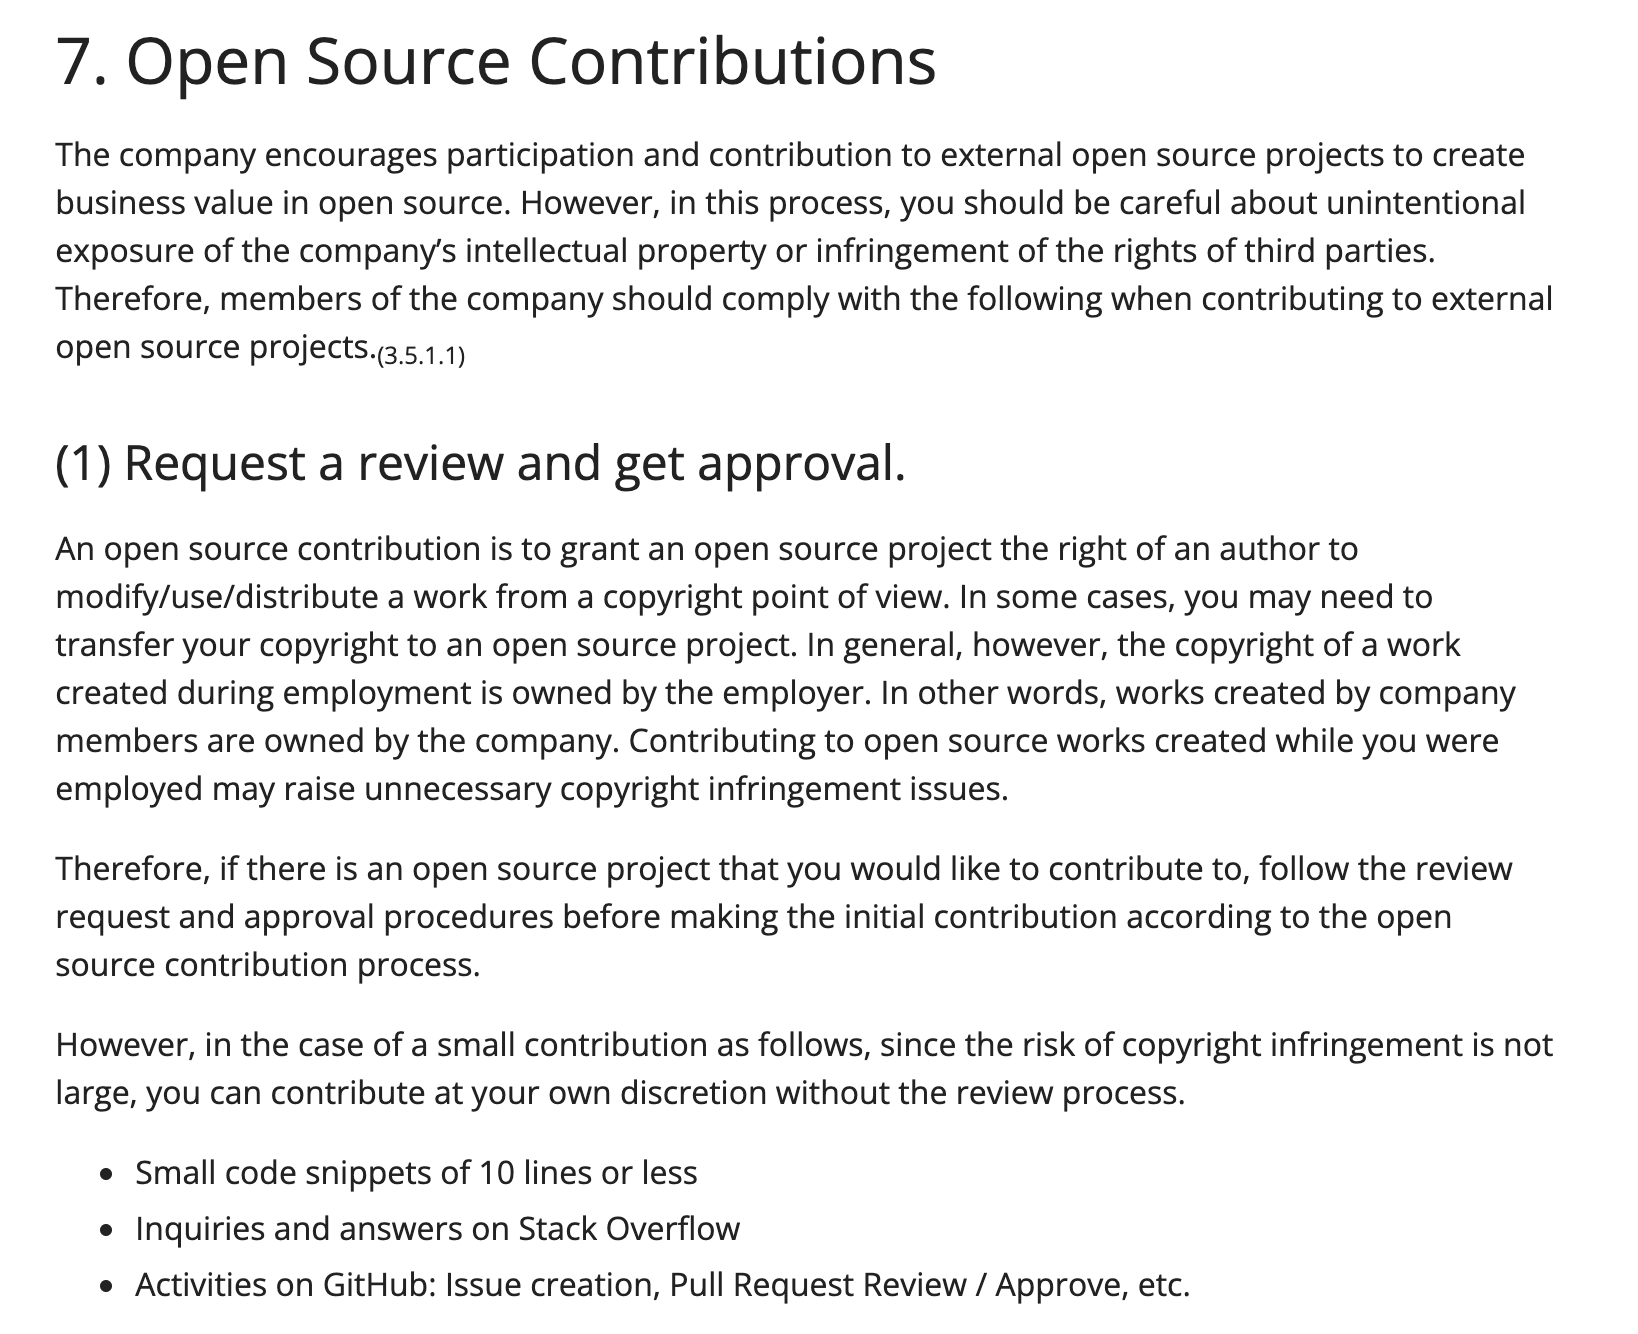 7. Open Source Contributions
The company encourages participation and contribution to external open source projects to create
business value in open source. However, in this process, you should be careful about unintentional
exposure of the company’s intellectual property or infringement of the rights of third parties.
Therefore, members of the company should comply with the following when contributing to external
open source projects.(3.5.1.1)
(1) Request a review and get approval.
An open source contribution is to grant an open source project the right of an author to
modify/use/distribute a work from a copyright point of view. In some cases, you may need to
transfer your copyright to an open source project. In general, however, the copyright of a work
created during employment is owned by the employer. In other words, works created by company
members are owned by the company. Contributing to open source works created while you were
employed may raise unnecessary copyright infringement issues.
Therefore, if there is an open source project that you would like to contribute to, follow the review
request and approval procedures before making the initial contribution according to the open
source contribution process.
However, in the case of a small contribution as follows, since the risk of copyright infringement is not
large, you can contribute at your own discretion without the review process.
• Small code snippets of 10 lines or less
• Inquiries and answers on Stack Overflow
• Activities on GitHub: Issue creation, Pull Request Review / Approve, etc.